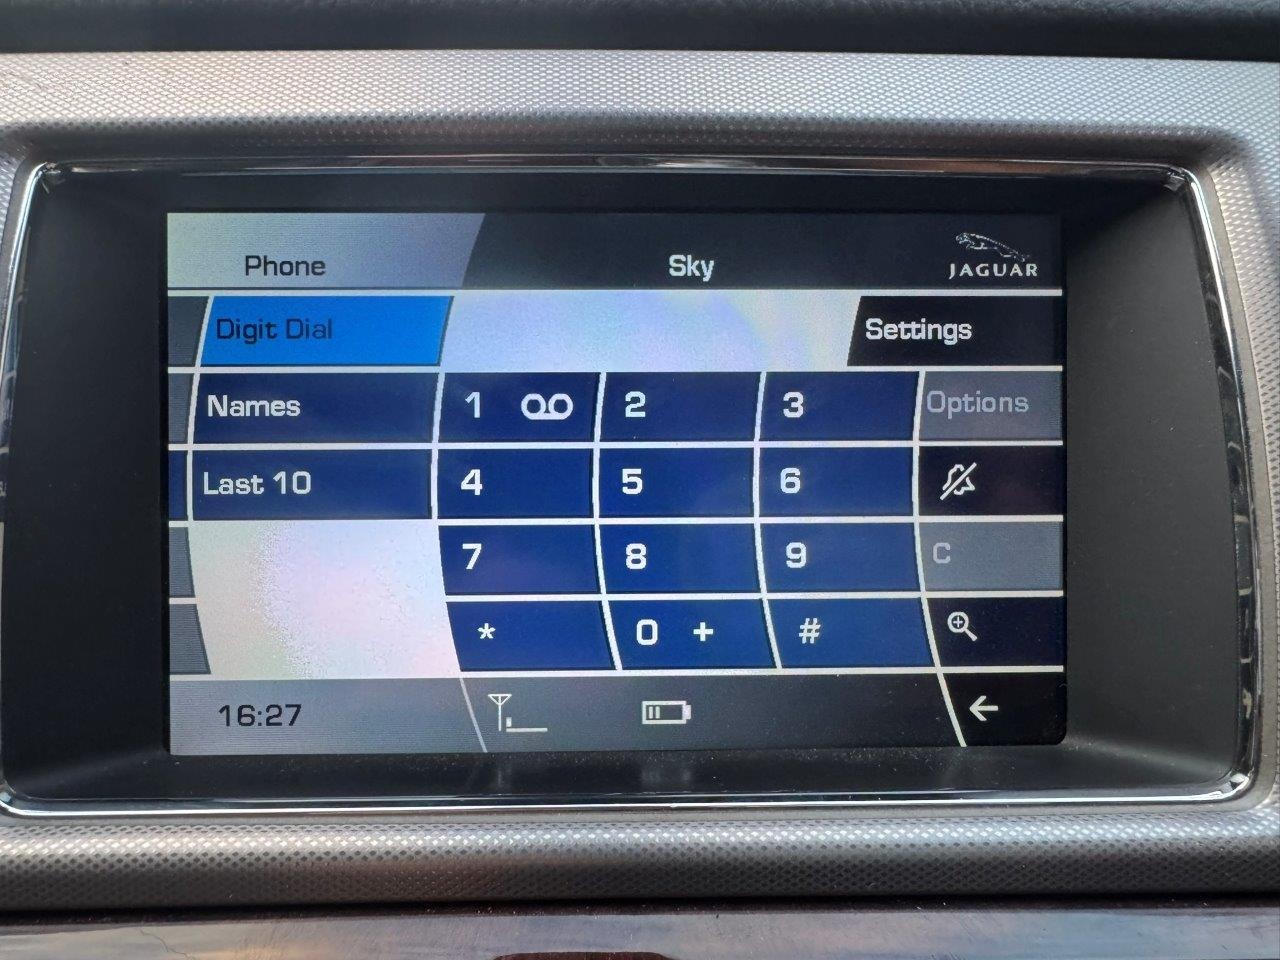 Phone
Sky
JAGUAR
Digit Dial
Settings
Names
1
2
3
Options
Last 10
4
5
6
7
8
9
C
*
0 +
#
16:27